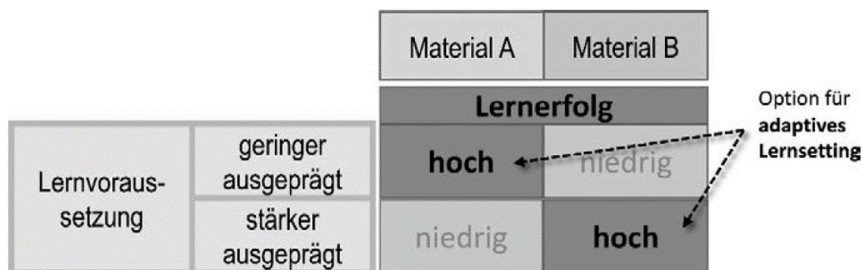 Material A
Material B
Lernerfolg
Option für
adaptives
Lernsetting
Lernvoraus-
setzung
geringer
ausgeprägt
hoch
niedrig
stärker
ausgeprägt
niedrig
hoch